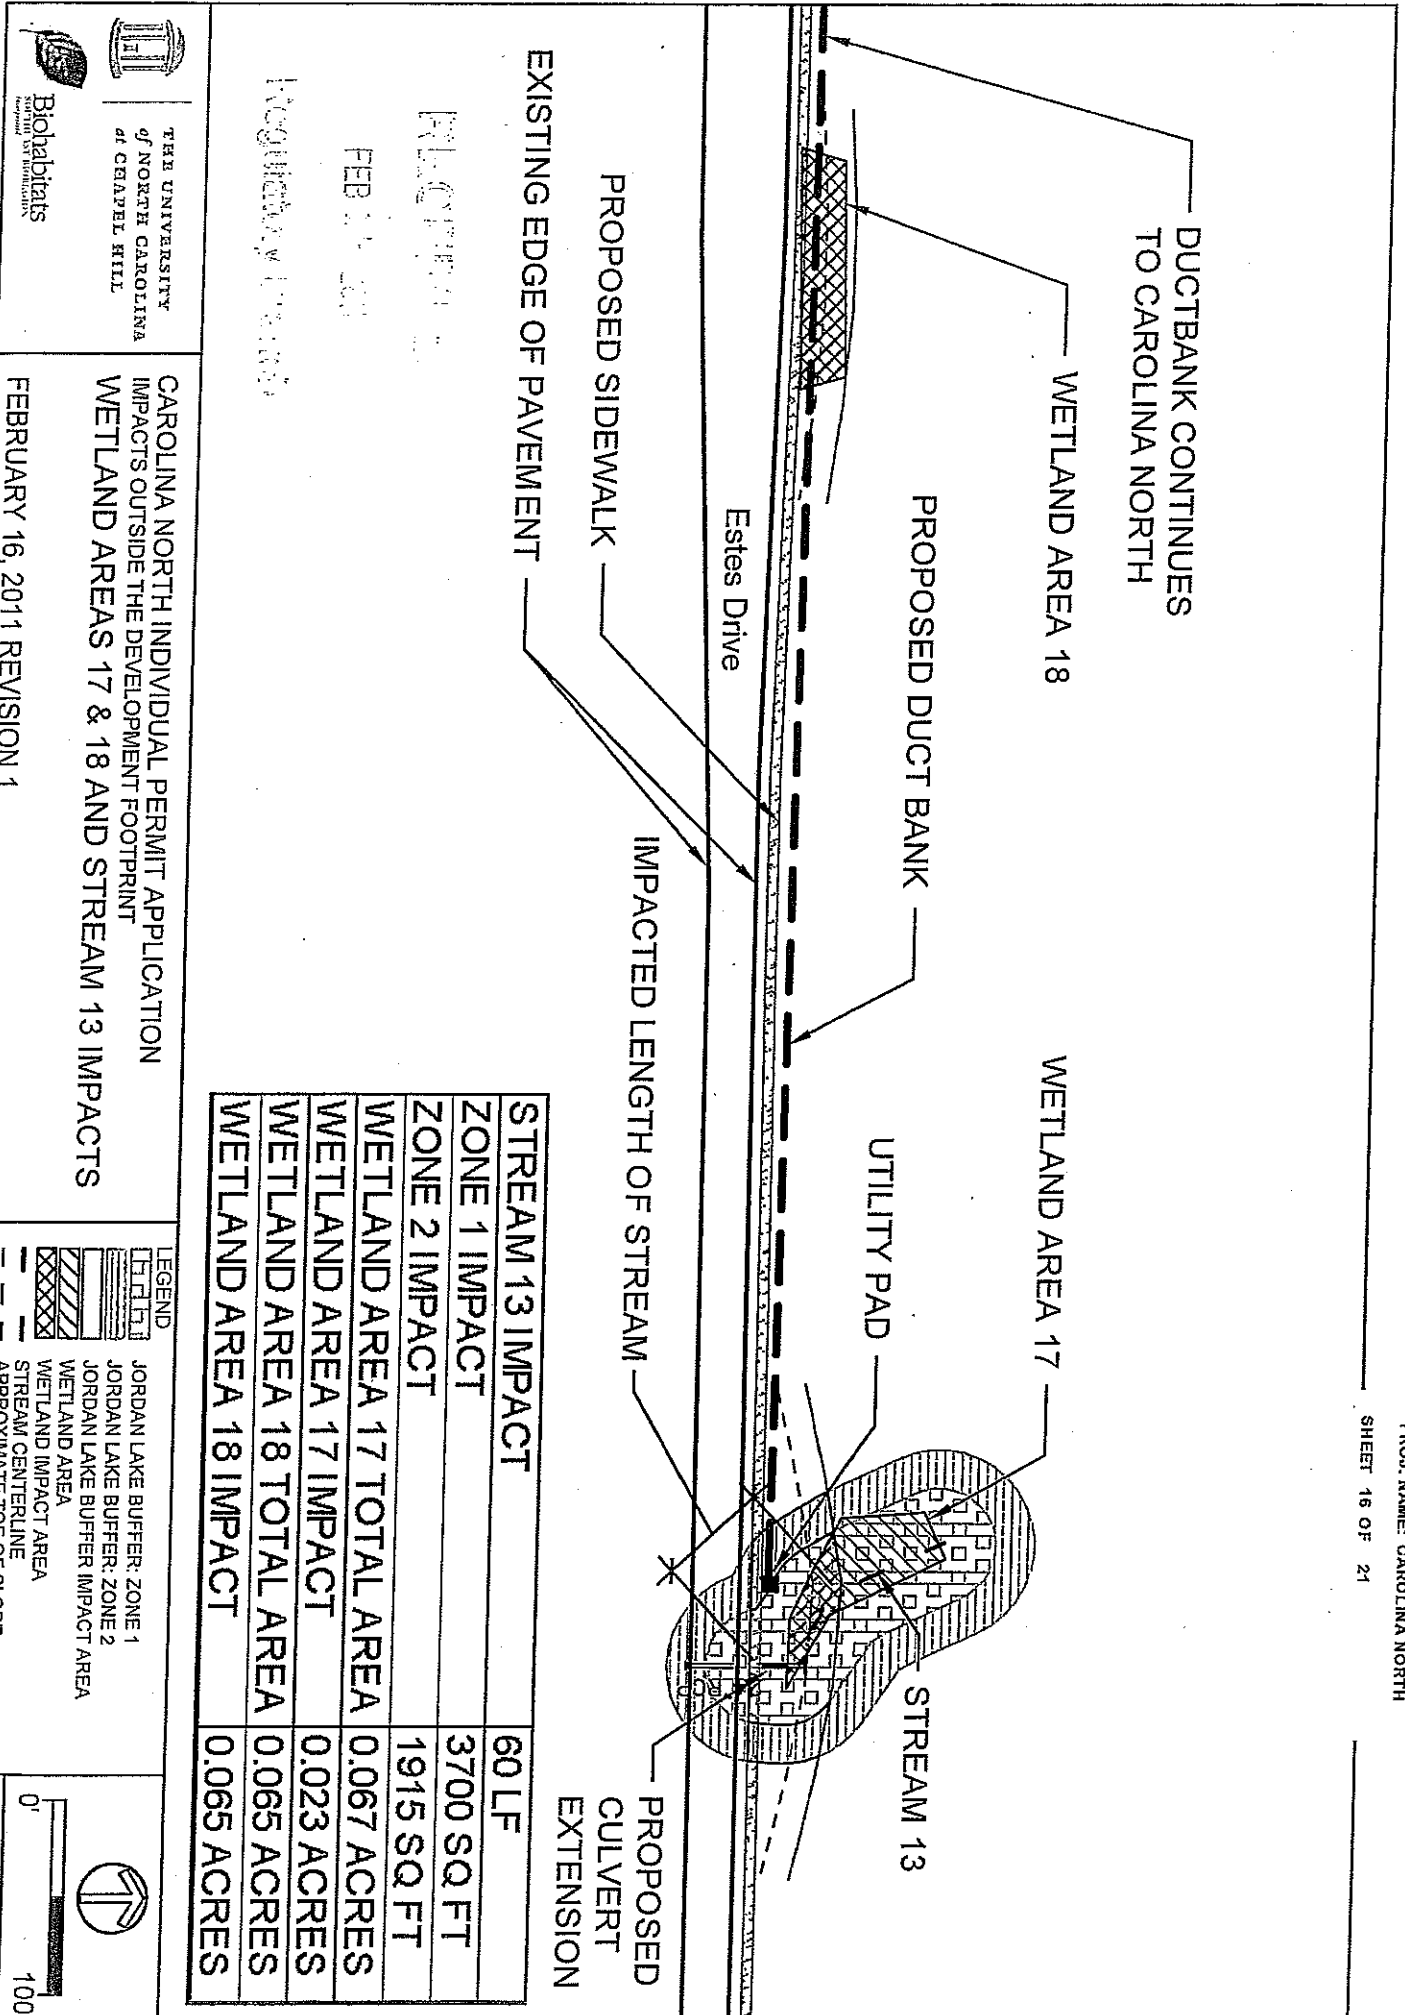 PROJ. NAME: CAROLINA NORTH
SHEET 16 OF 21
DUCTBANK CONTINUES
TO CAROLINA NORTH
WETLAND AREA 18
PROPOSED DUCT BANK
WETLAND AREA 17
UTILITY PAD
STREAM 13
Estes Drive
PROPOSED SIDEWALK
EXISTING EDGE OF PAVEMENT
IMPACTED LENGTH OF STREAM
PROPOSED
CULVERT
EXTENSION
FEB
STREAM 13 IMPACT 60 LF
ZONE 1 IMPACT 3700 SQ FT
ZONE 2 IMPACT 1915 SQ FT
WETLAND AREA 17 TOTAL AREA 0.067 ACRES
WETLAND AREA 17 IMPACT 0.023 ACRES
WETLAND AREA 18 TOTAL AREA 0.065 ACRES
WETLAND AREA 18 IMPACT 0.065 ACRES
THE UNIVERSITY
of NORTH CAROLINA
at CHAPEL HILL
Biohabitats
CAROLINA NORTH INDIVIDUAL PERMIT APPLICATION
IMPACTS OUTSIDE THE DEVELOPMENT FOOTPRINT
WETLAND AREAS 17 & 18 AND STREAM 13 IMPACTS
FEBRUARY 16, 2011 REVISION 1
LEGEND
JORDAN LAKE BUFFER: ZONE 1
JORDAN LAKE BUFFER: ZONE 2
JORDAN LAKE BUFFER IMPACT AREA
WETLAND AREA
WETLAND IMPACT AREA
STREAM CENTERLINE
APPROXIMATE TOE OF SLOPE
0' 100